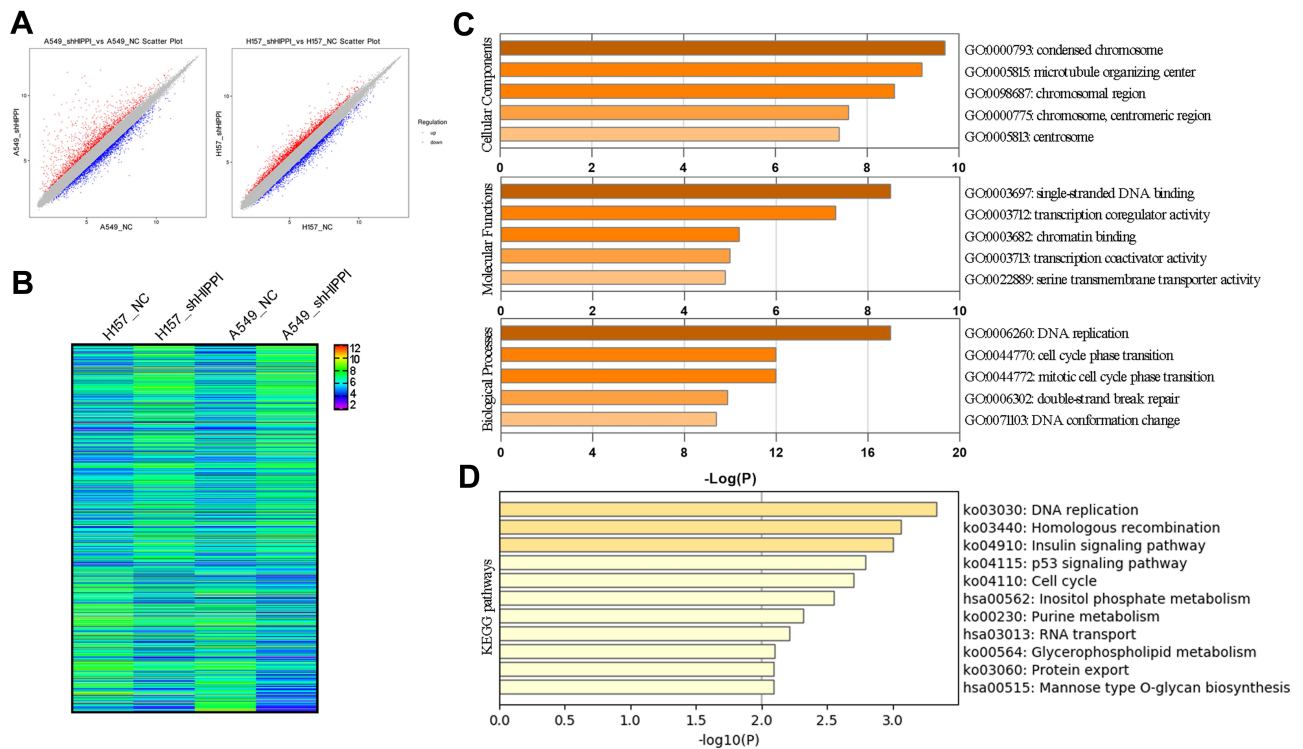 A
A549_shHIPPI_vs A549_NC Scatter Plot
A549_shHIPPI
10
5
5
10
A549_NC
H157_shHIPPI_vs H157_NC Scatter Plot
H157_shHIPPI
10
5
5
10
H157_NC
Regulation
up
down
B
H157_NC
H157_shHIPPI
A549_NC
A549_shHIPPI
12
10
8
6
4
2
C
Cellular Components
GO:0000793: condensed chromosome
GO:0005815: microtubule organizing center
GO:0098687: chromosomal region
GO:0000775: chromosome, centromeric region
GO:0005813: centrosome
0 2 4 6 8 10
Molecular Functions
GO:0003697: single-stranded DNA binding
GO:0003712: transcription coregulator activity
GO:0003682: chromatin binding
GO:0003713: transcription coactivator activity
GO:0022889: serine transmembrane transporter activity
0 2 4 6 8 10
Biological Processes
GO:0006260: DNA replication
GO:0044770: cell cycle phase transition
GO:0044772: mitotic cell cycle phase transition
GO:0006302: double-strand break repair
GO:0071103: DNA conformation change
0 4 8 12 16 20
-Log(P)
D
KEGG pathways
ko03030: DNA replication
ko03440: Homologous recombination
ko04910: Insulin signaling pathway
ko04115: p53 signaling pathway
ko04110: Cell cycle
hsa00562: Inositol phosphate metabolism
ko00230: Purine metabolism
hsa03013: RNA transport
ko00564: Glycerophospholipid metabolism
ko03060: Protein export
hsa00515: Mannose type O-glycan biosynthesis
0.0 0.5 1.0 1.5 2.0 2.5 3.0
-log10(P)